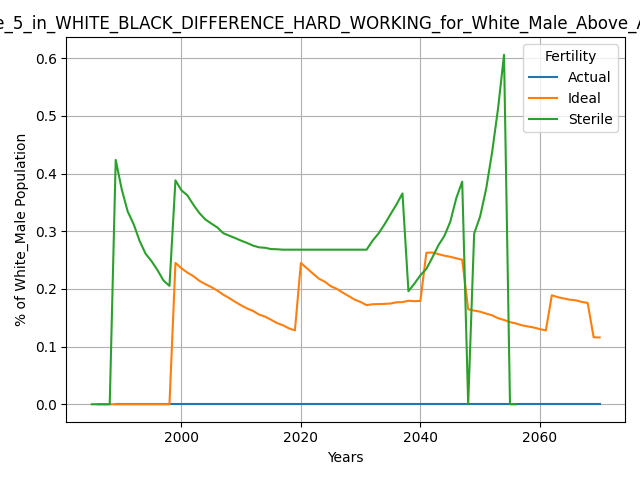 e_5_in_WHITE_BLACK_DIFFERENCE_HARD_WORKING_for_White_Male_Above_A
Fertility
Actual
Ideal
Sterile
% of White_Male Population
0.6
0.5
0.4
0.3
0.2
0.1
0.0
2000
2020
2040
2060
Years